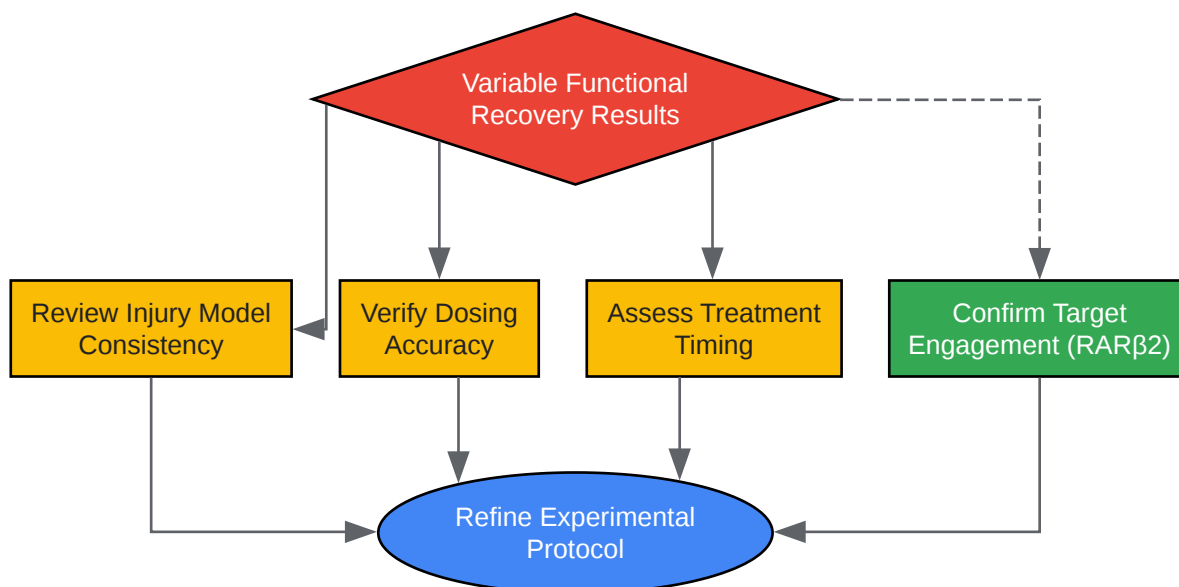 Variable Functional
Recovery Results
Review Injury Model
Consistency
Verify Dosing
Accuracy
Assess Treatment
Timing
Confirm Target
Engagement (RARβ2)
Refine Experimental
Protocol